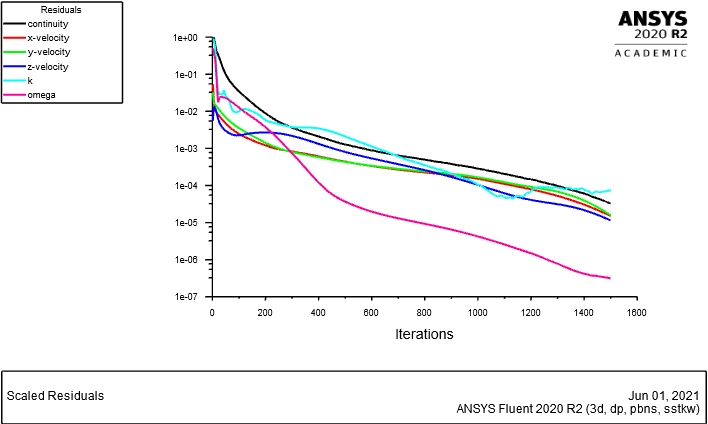 Residuals
continuity
x-velocity
y-velocity
z-velocity
k
omega
ANSYS
2020 R2
ACADEMIC
1e+00
1e-01
1e-02
1e-03
1e-04
1e-05
1e-06
1e-07
0 200 400 600 800 1000 1200 1400 1600
Iterations
Scaled Residuals
Jun 01, 2021
ANSYS Fluent 2020 R2 (3d, dp, pbns, sstkw)